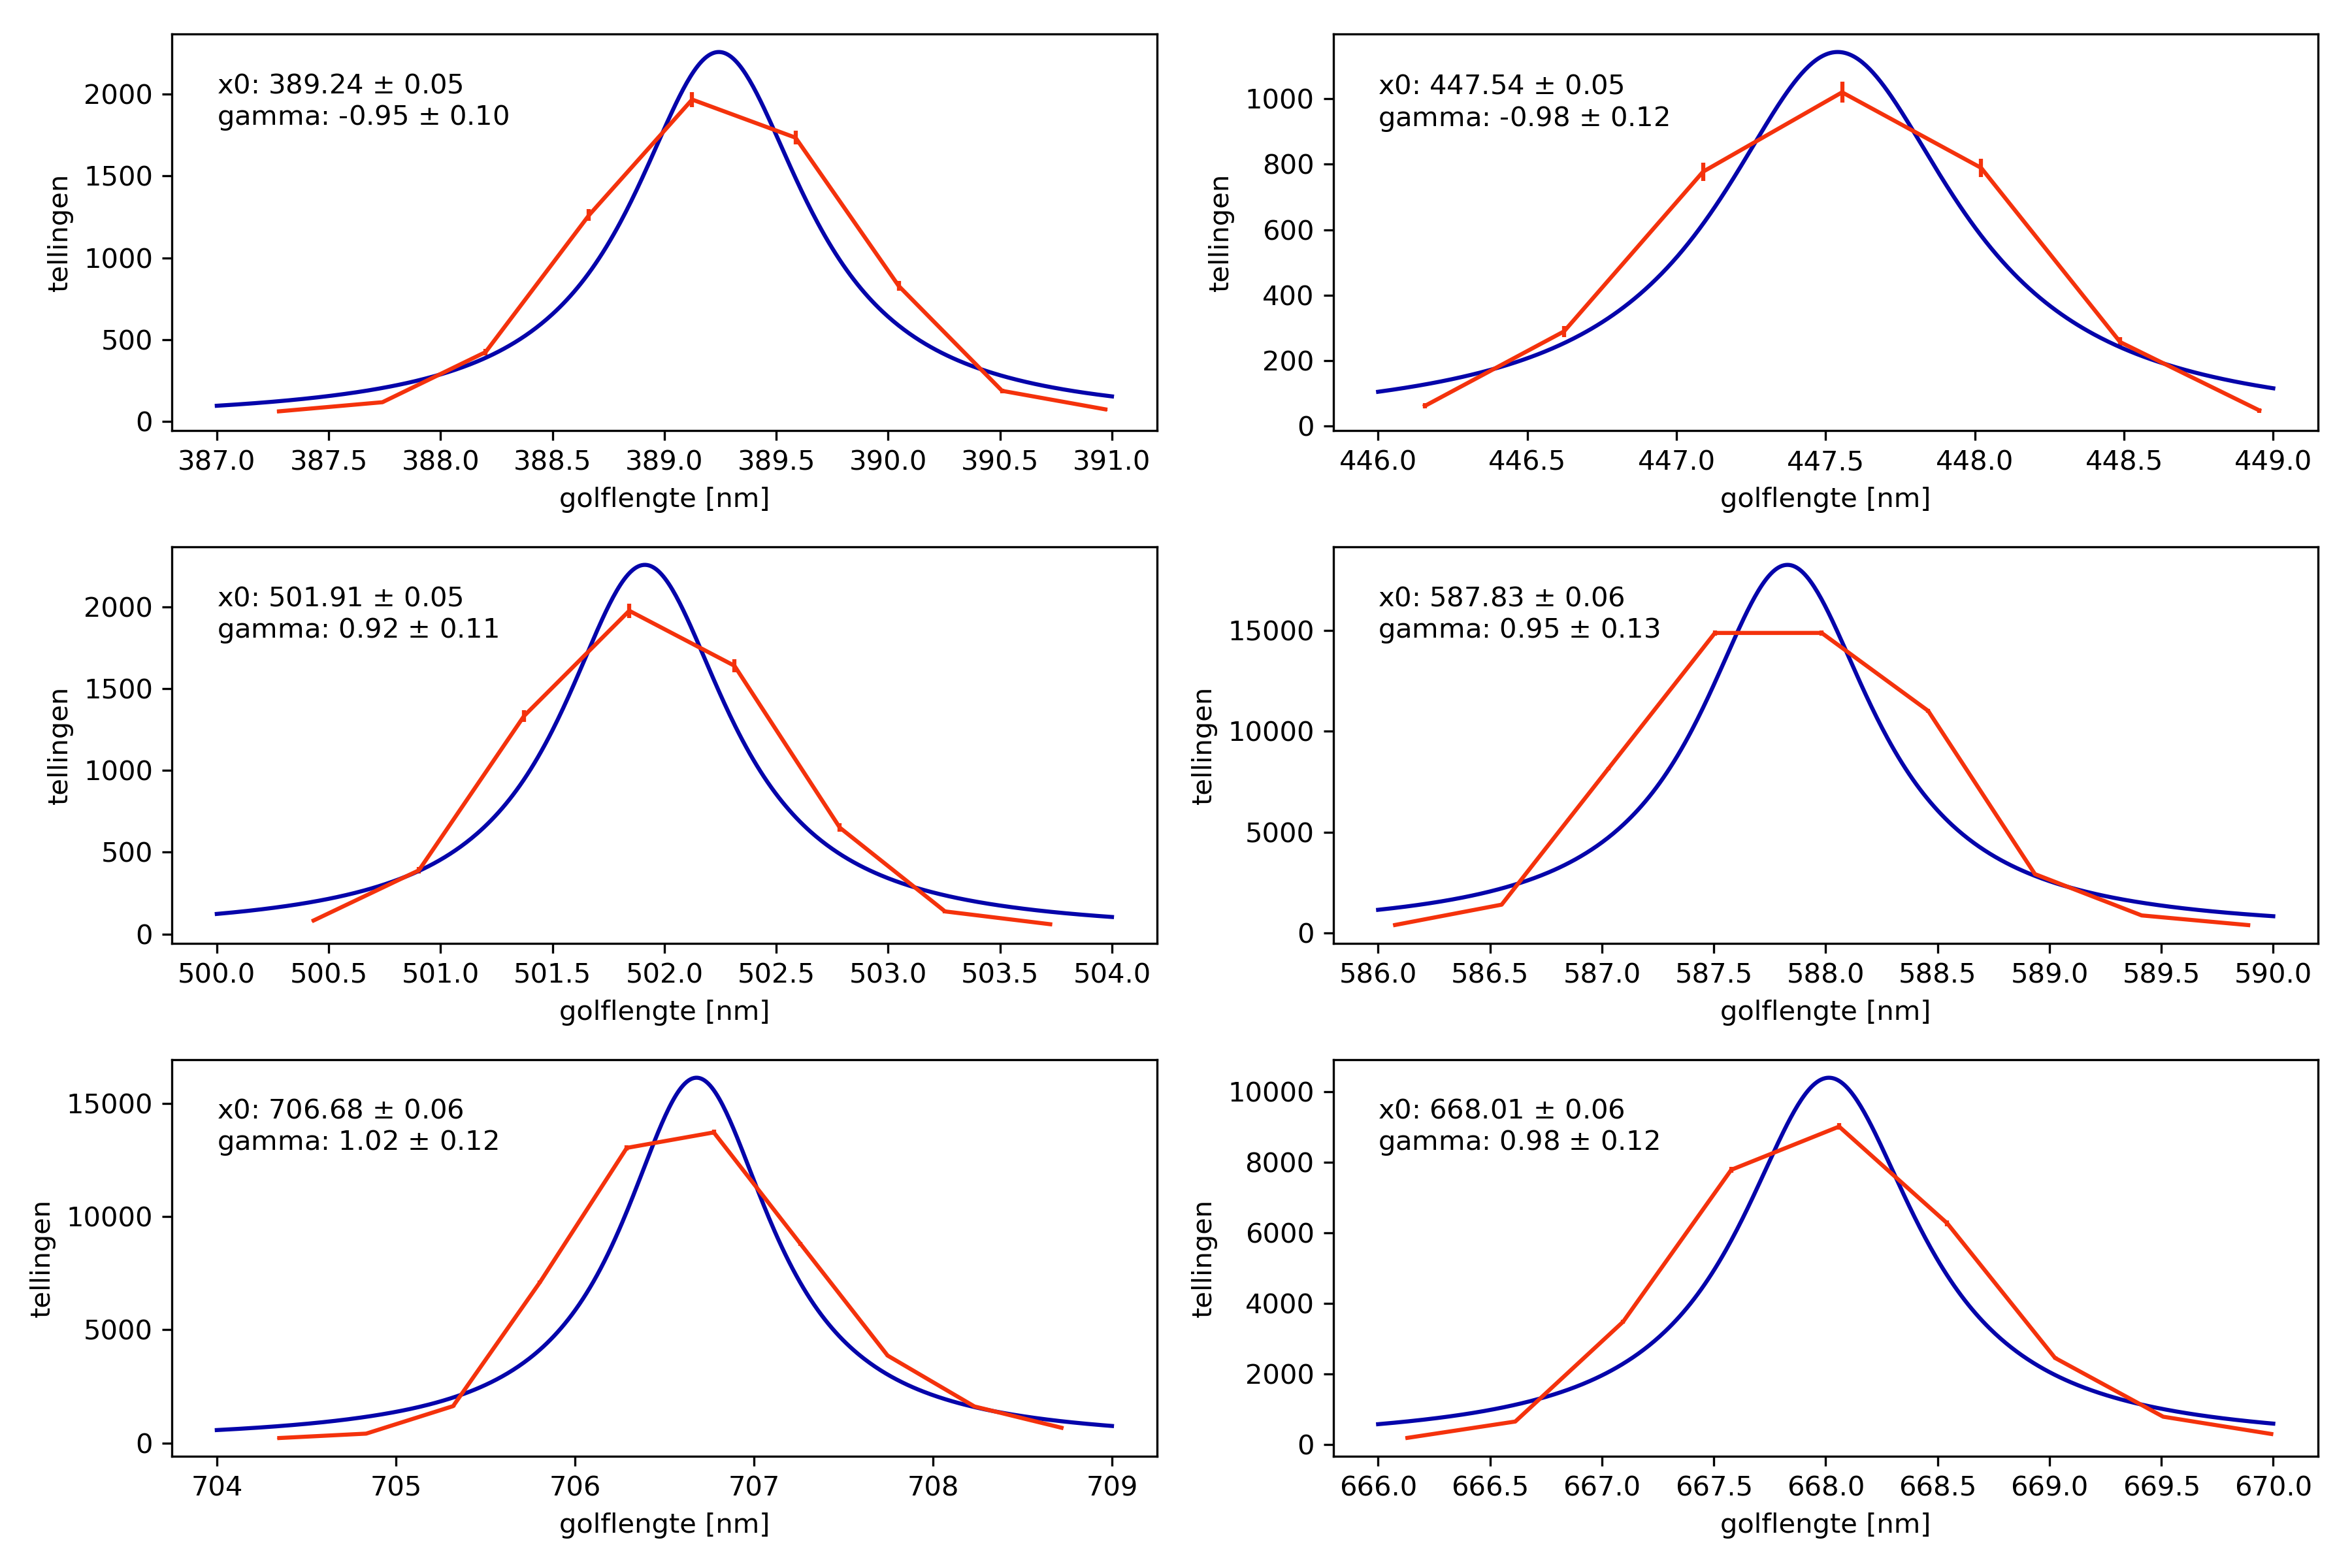 x0: 389.24 ± 0.05
gamma: -0.95 ± 0.10
2000
1500
1000
500
0
tellingen
387.0 387.5 388.0 388.5 389.0 389.5 390.0 390.5 391.0
golflengte [nm]
x0: 447.54 ± 0.05
gamma: -0.98 ± 0.12
1000
800
600
400
200
0
tellingen
446.0 446.5 447.0 447.5 448.0 448.5 449.0
golflengte [nm]
x0: 501.91 ± 0.05
gamma: 0.92 ± 0.11
2000
1500
1000
500
0
tellingen
500.0 500.5 501.0 501.5 502.0 502.5 503.0 503.5 504.0
golflengte [nm]
x0: 587.83 ± 0.06
gamma: 0.95 ± 0.13
15000
10000
5000
0
tellingen
586.0 586.5 587.0 587.5 588.0 588.5 589.0 589.5 590.0
golflengte [nm]
x0: 706.68 ± 0.06
gamma: 1.02 ± 0.12
15000
10000
5000
0
tellingen
704 705 706 707 708 709
golflengte [nm]
x0: 668.01 ± 0.06
gamma: 0.98 ± 0.12
10000
8000
6000
4000
2000
0
tellingen
666.0 666.5 667.0 667.5 668.0 668.5 669.0 669.5 670.0
golflengte [nm]